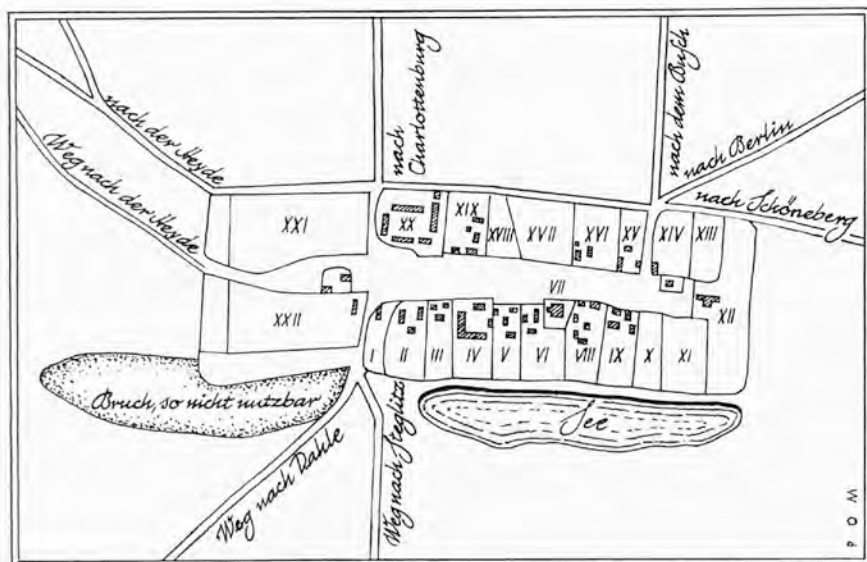 nach der Heyde
Weg nach der Heyde
nach
Charlottenburg
nach dem Busch
nach Berlin
nach Schöneberg
XXI
XX
XIX
XVIII
XVII
XVI
XV
XIV
XIII
VII
XXII
XII
I
II
III
IV
V
VI
VIII
IX
X
XI
Bruch, so nicht nutzbar
See
Weg nach Dahle
Weg nach Steglitz
POM